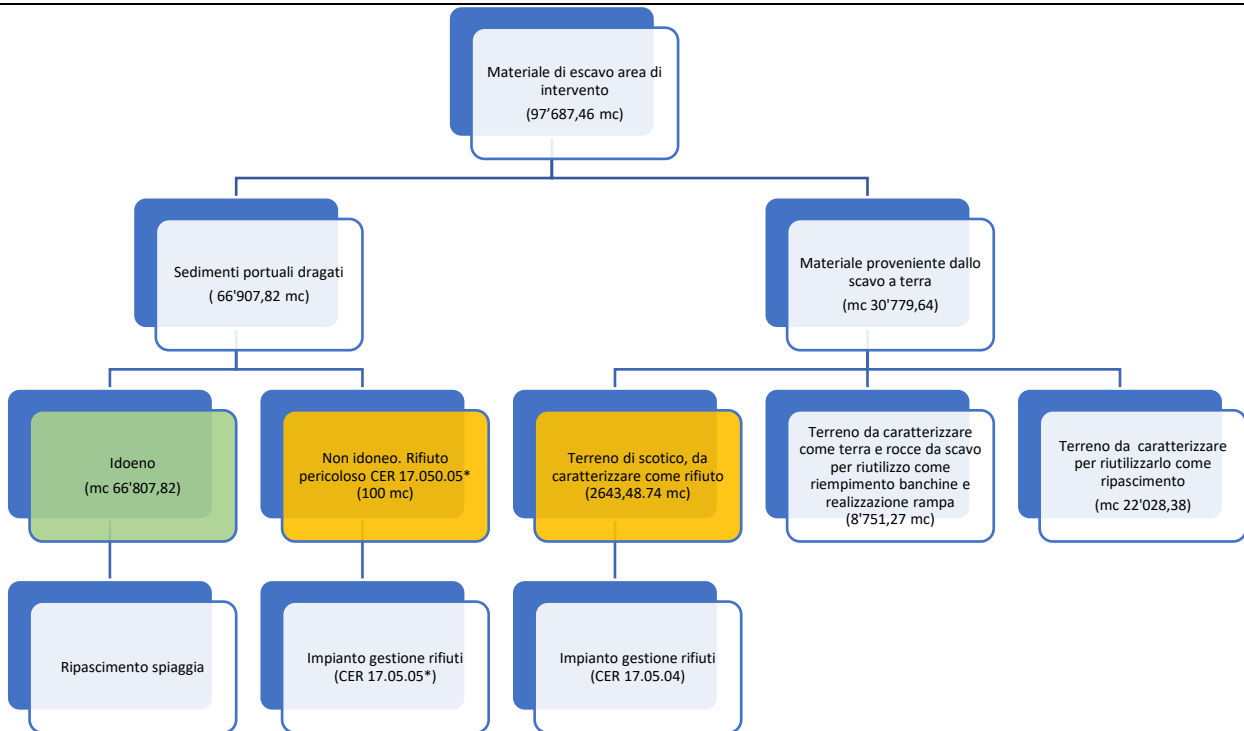 Materiale di escavo area di
intervento
(97’687,46 mc)
Sedimenti portuali dragati
( 66'907,82 mc)
Materiale proveniente dallo
scavo a terra
(mc 30'779,64)
Idoeno
(mc 66'807,82)
Non idoneo. Rifiuto
pericoloso CER 17.050.05*
(100 mc)
Terreno di scotico, da
caratterizzare come rifiuto
(2643,48.74 mc)
Terreno da caratterizzare
come terra e rocce da scavo
per riutilizzo come
riempimento banchine e
realizzazione rampa
(8'751,27 mc)
Terreno da caratterizzare
per riutilizzarlo come
ripascimento
(mc 22'028,38)
Ripascimento spiaggia
Impianto gestione rifiuti
(CER 17.05.05*)
Impianto gestione rifiuti
(CER 17.05.04)